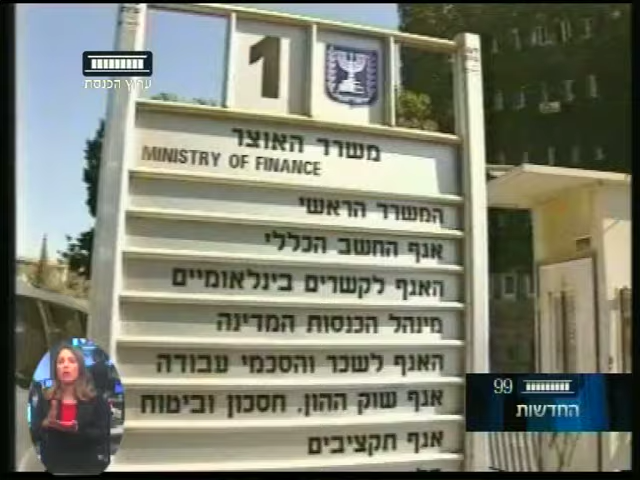 ערוץ הכנסת
1
משרד האוצר
MINISTRY OF FINANCE
המשרד הראשי
אגף החשב הכללי
האגף לקשרים בינלאומיים
מינהל הכנסות המדינה
האגף לשכר והסכמי עבודה
אגף שוק ההון, חסכון וביטוח
אגף תקציבים
99
החדשות